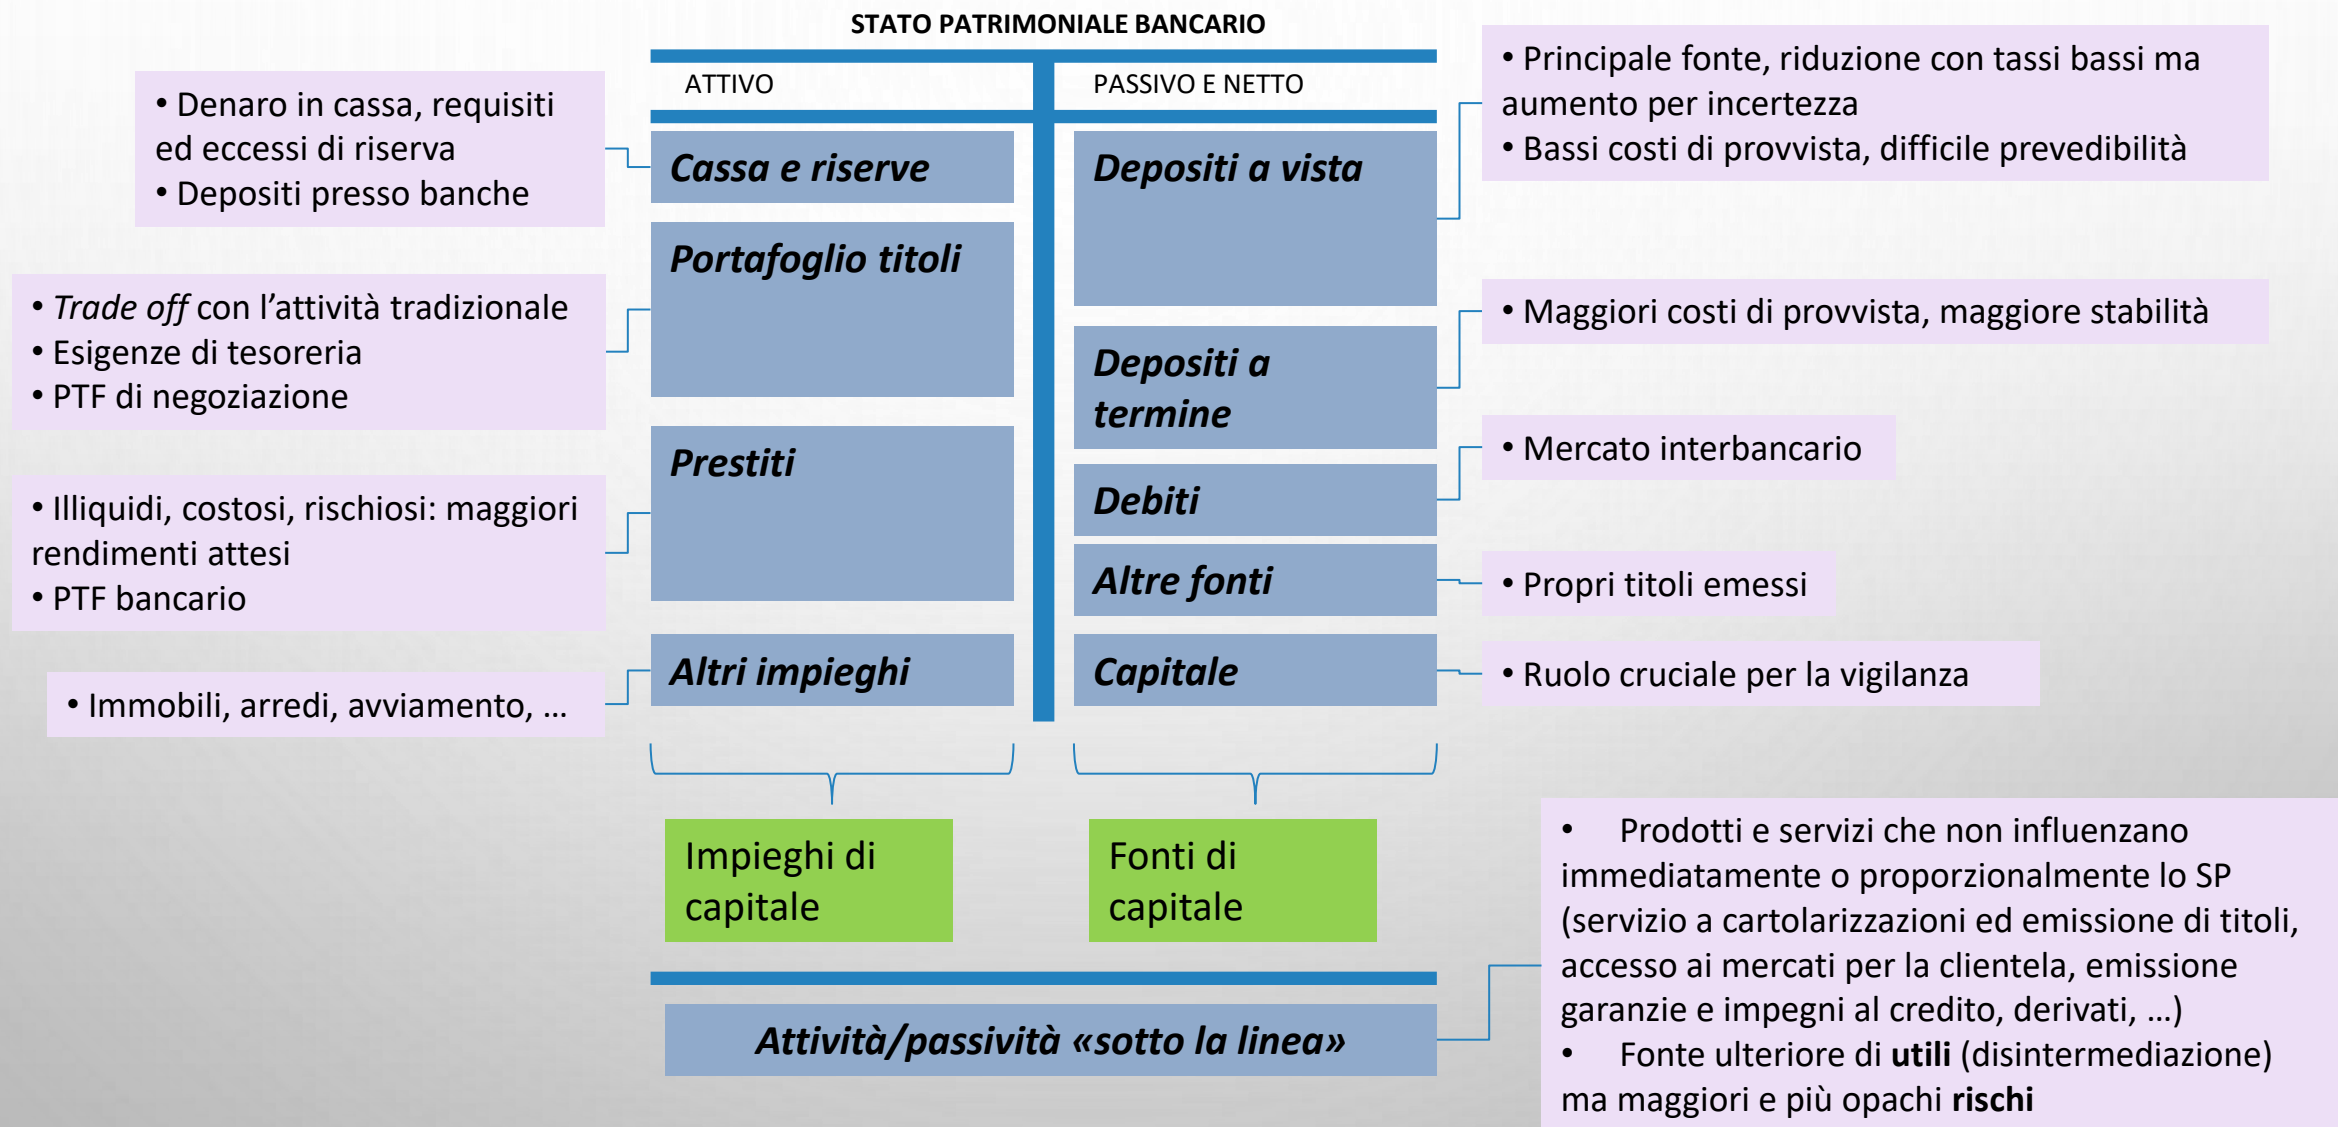 STATO PATRIMONIALE BANCARIO
ATTIVO
PASSIVO E NETTO
• Denaro in cassa, requisiti
ed eccessi di riserva
• Depositi presso banche
Cassa e riserve
• Trade off con l’attività tradizionale
• Esigenze di tesoreria
• PTF di negoziazione
Portafoglio titoli
• Illiquidi, costosi, rischiosi: maggiori
rendimenti attesi
• PTF bancario
Prestiti
• Immobili, arredi, avviamento, …
Altri impieghi
Depositi a vista
• Principale fonte, riduzione con tassi bassi ma
aumento per incertezza
• Bassi costi di provvista, difficile prevedibilità
Depositi a
termine
• Maggiori costi di provvista, maggiore stabilità
Debiti
• Mercato interbancario
Altre fonti
• Propri titoli emessi
Capitale
• Ruolo cruciale per la vigilanza
Impieghi di
capitale
Fonti di
capitale
Attività/passività «sotto la linea»
• Prodotti e servizi che non influenzano
immediatamente o proporzionalmente lo SP
(servizio a cartolarizzazioni ed emissione di titoli,
accesso ai mercati per la clientela, emissione
garanzie e impegni al credito, derivati, …)
• Fonte ulteriore di utili (disintermediazione)
ma maggiori e più opachi rischi